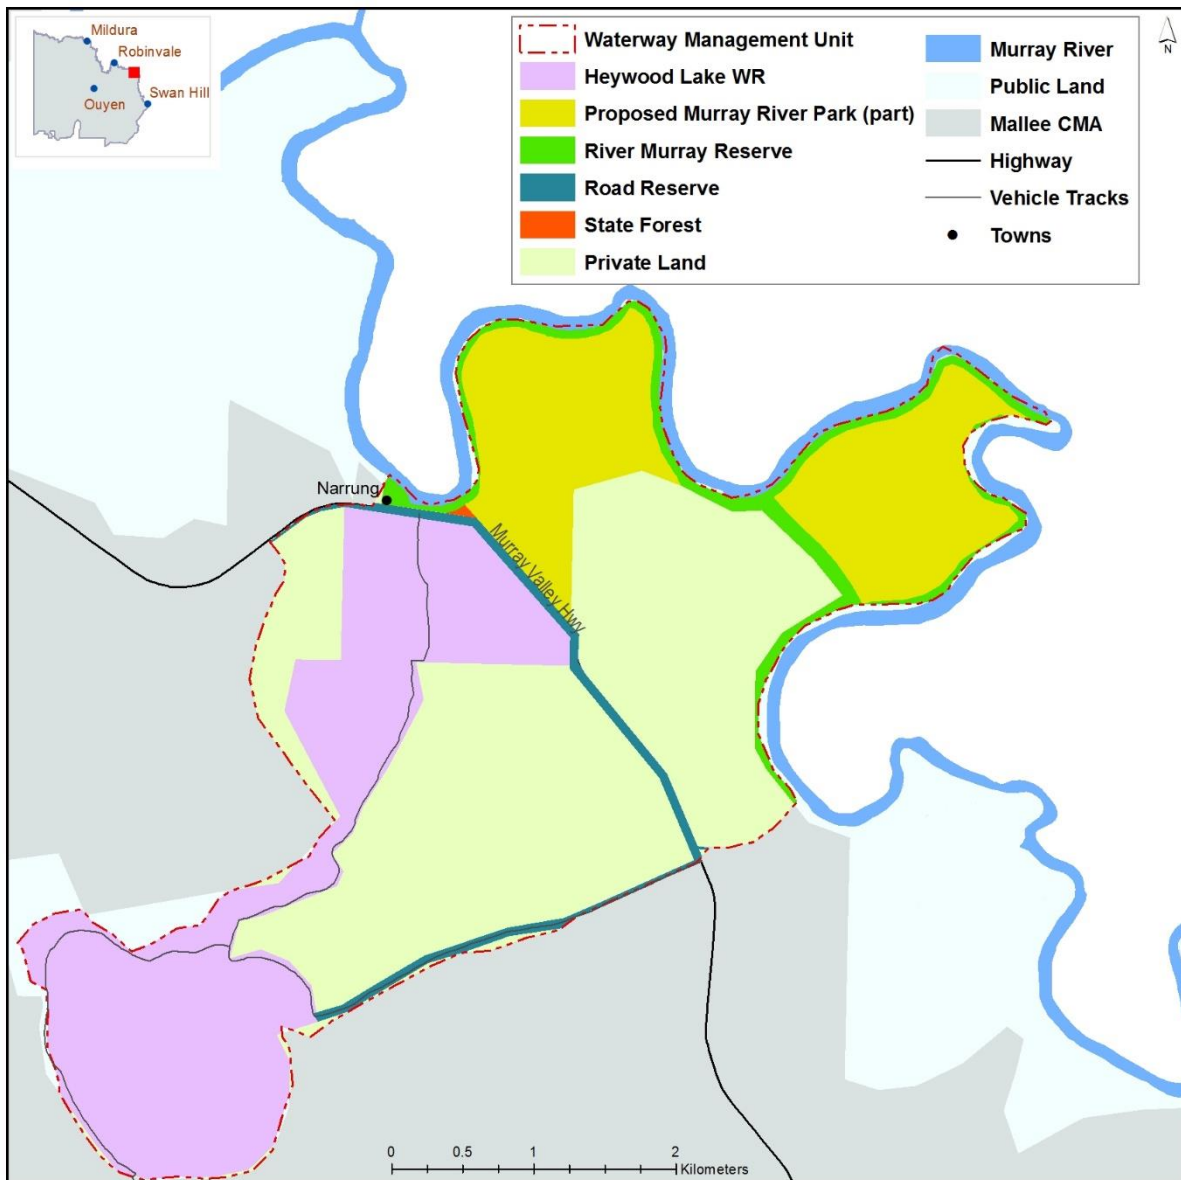 Mildura
Robinvale
Swan Hill
Ouyen
Waterway Management Unit
Heywood Lake WR
Proposed Murray River Park (part)
River Murray Reserve
Road Reserve
State Forest
Private Land
Murray River
Public Land
Mallee CMA
Highway
Vehicle Tracks
Towns
N
Narrung
Murray Valley Hwy
0 0.5 1 2
Kilometers